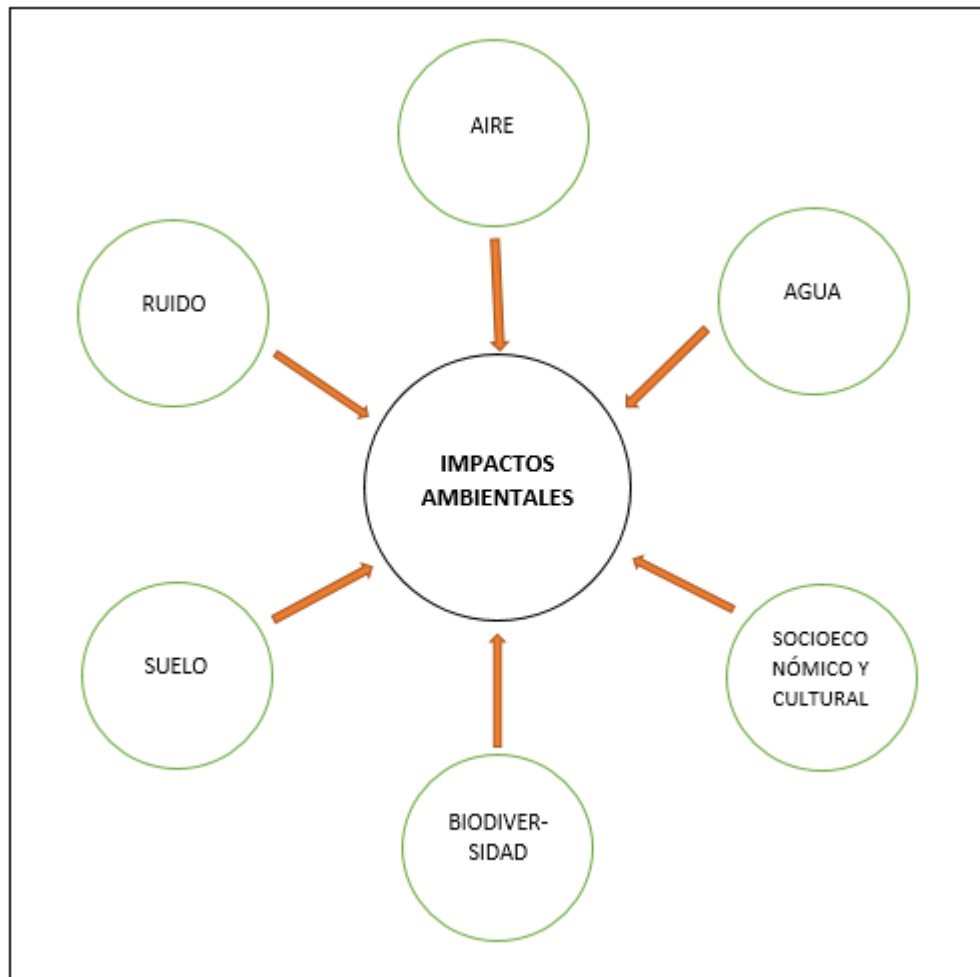 AIRE
AGUA
RUIDO
IMPACTOS
AMBIENTALES
SOCIOECO
NÓMICO Y
CULTURAL
SUELO
BIODIVER-
SIDAD